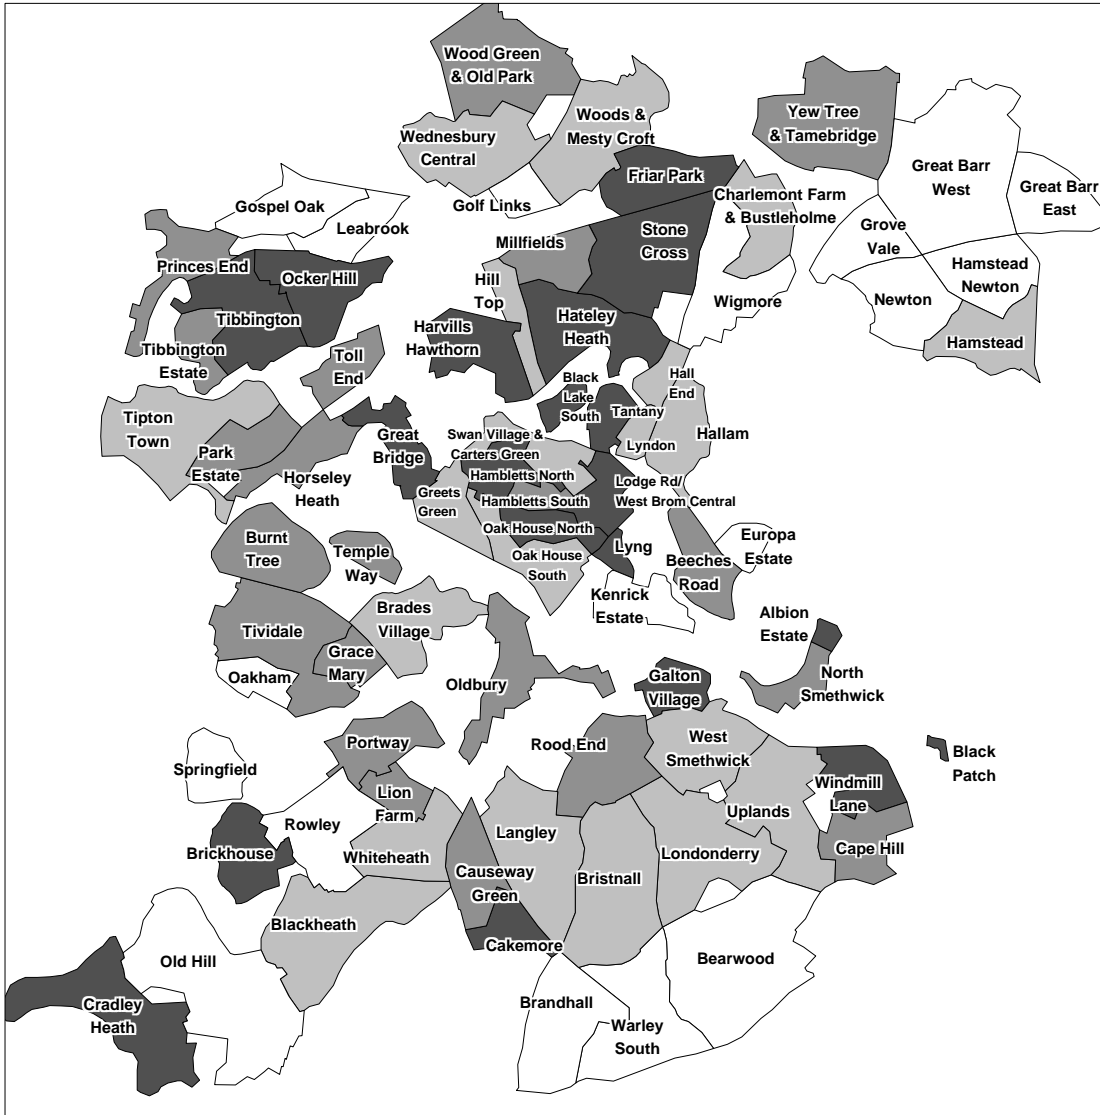 Wood Green
& Old Park
Wednesbury
Central
Woods &
Mesty Croft
Yew Tree
& Tamebridge
Great Barr
West
Great Barr
East
Friar Park
Golf Links
Charlemont Farm
& Bustleholme
Gospel Oak
Leabrook
Millfields
Stone
Cross
Grove
Vale
Hamstead
Newton
Newton
Hamstead
Princes End
Ocker Hill
Hill
Top
Wigmore
Tibbington
Harvills
Hawthorn
Hateley
Heath
Tibbington
Estate
Toll
End
Black
Lake
South
Hall
End
Tantany
Tipton
Town
Park
Estate
Great
Bridge
Swan Village &
Carters Green
Lyndon
Hallam
Horseley
Heath
Hambletts North
Lodge Rd/
West Brom Central
Greets
Green
Hambletts South
Oak House North
Burnt
Tree
Temple
Way
Oak House
South
Lyng
Beeches
Road
Europa
Estate
Kenrick
Estate
Brades
Village
Albion
Estate
Tividale
Grace
Mary
Oakham
Oldbury
Galton
Village
North
Smethwick
Portway
Rood End
West
Smethwick
Black
Patch
Springfield
Lion
Farm
Windmill
Lane
Uplands
Rowley
Langley
Brickhouse
Whiteheath
Londonderry
Cape Hill
Causeway
Green
Bristnall
Blackheath
Cakemore
Old Hill
Bearwood
Cradley
Heath
Brandhall
Warley
South